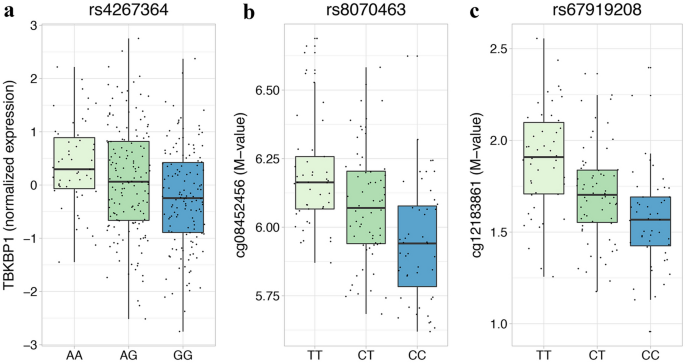 a
rs4267364
TBKBP1 (normalized expression)
3
2
1
0
−1
−2
−3
AA AG GG
b
rs8070463
cg08452456 (M-value)
6.50
6.25
6.00
5.75
TT CT CC
c
rs67919208
cg12183861 (M-value)
2.5
2.0
1.5
1.0
TT CT CC